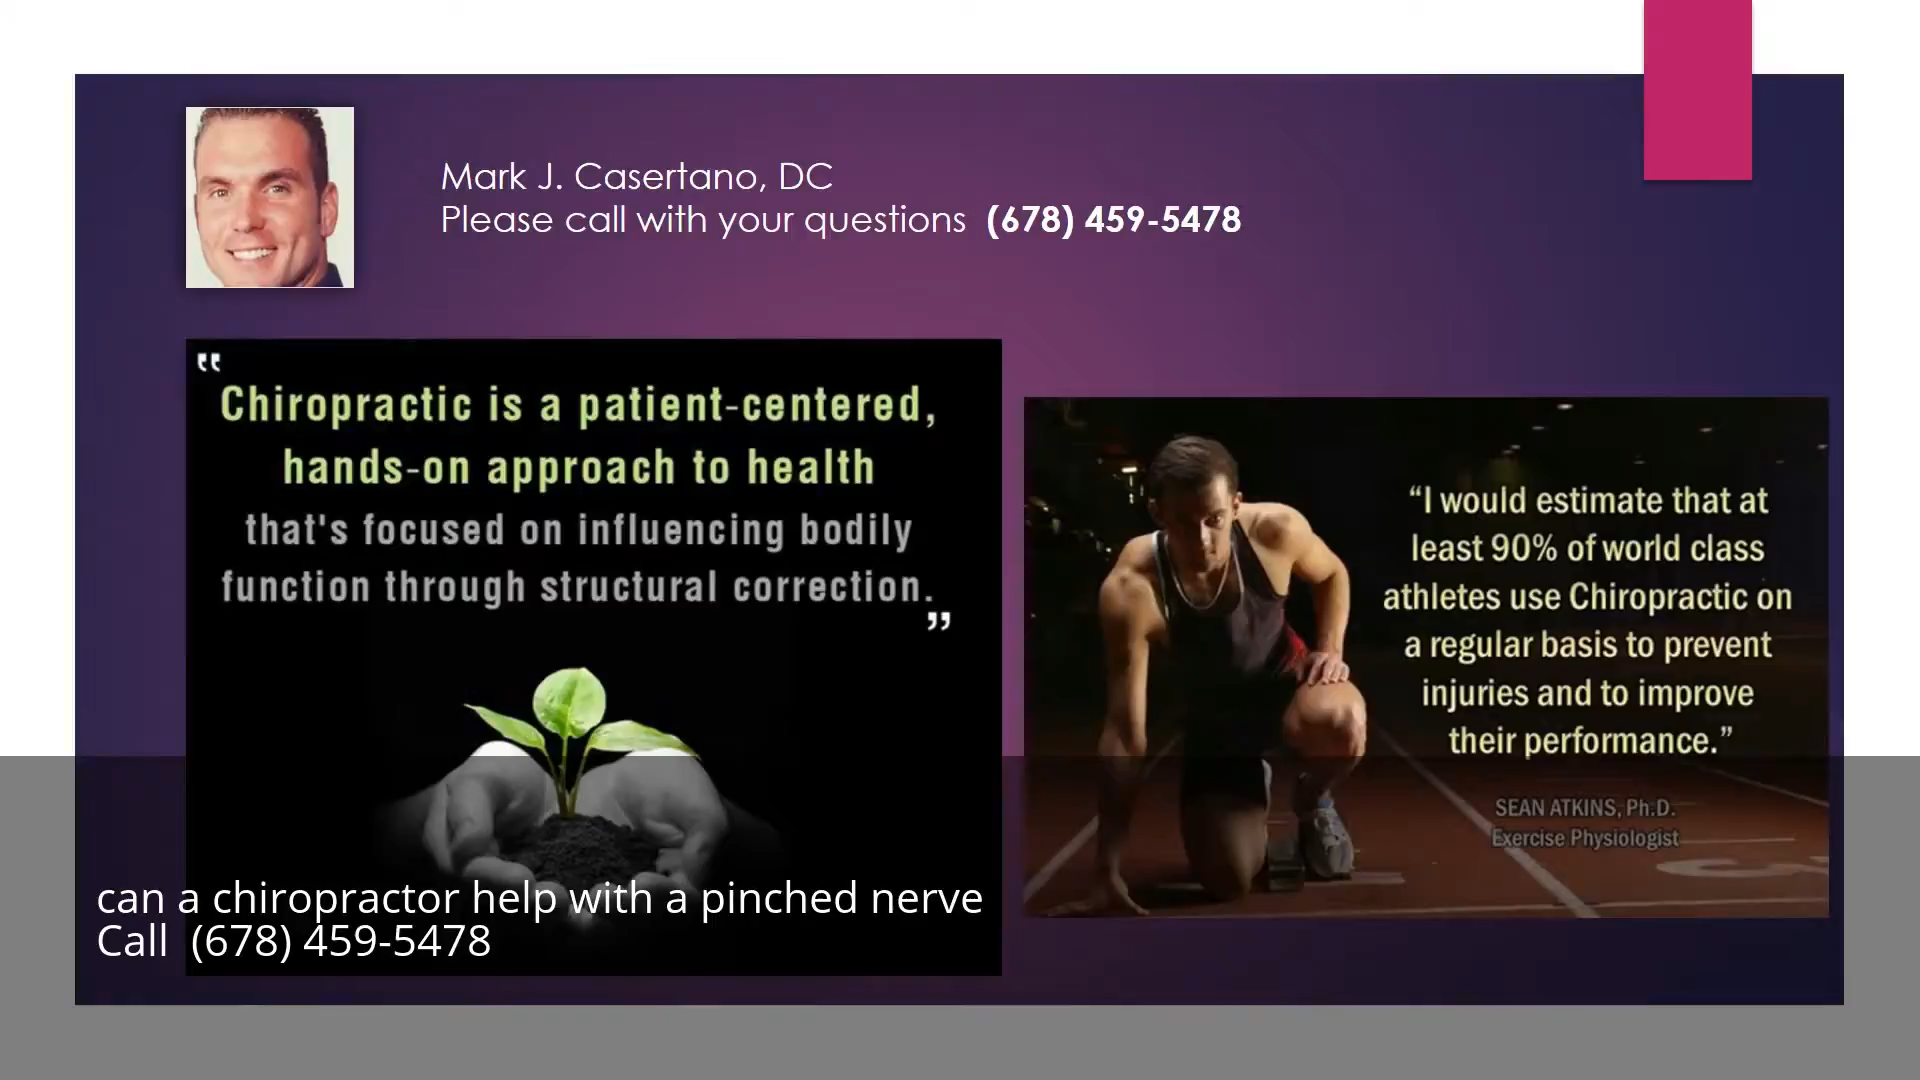 Mark J. Casertano, DC
Please call with your questions (678) 459-5478
"
Chiropractic is a patient-centered,
hands-on approach to health
that's focused on influencing bodily
function through structural correction.
"
“I would estimate that at
least 90% of world class
athletes use Chiropractic on
a regular basis to prevent
injuries and to improve
their performance.”
SEAN ATKINS, Ph.D.
Exercise Physiologist
can a chiropractor help with a pinched nerve
Call (678) 459-5478